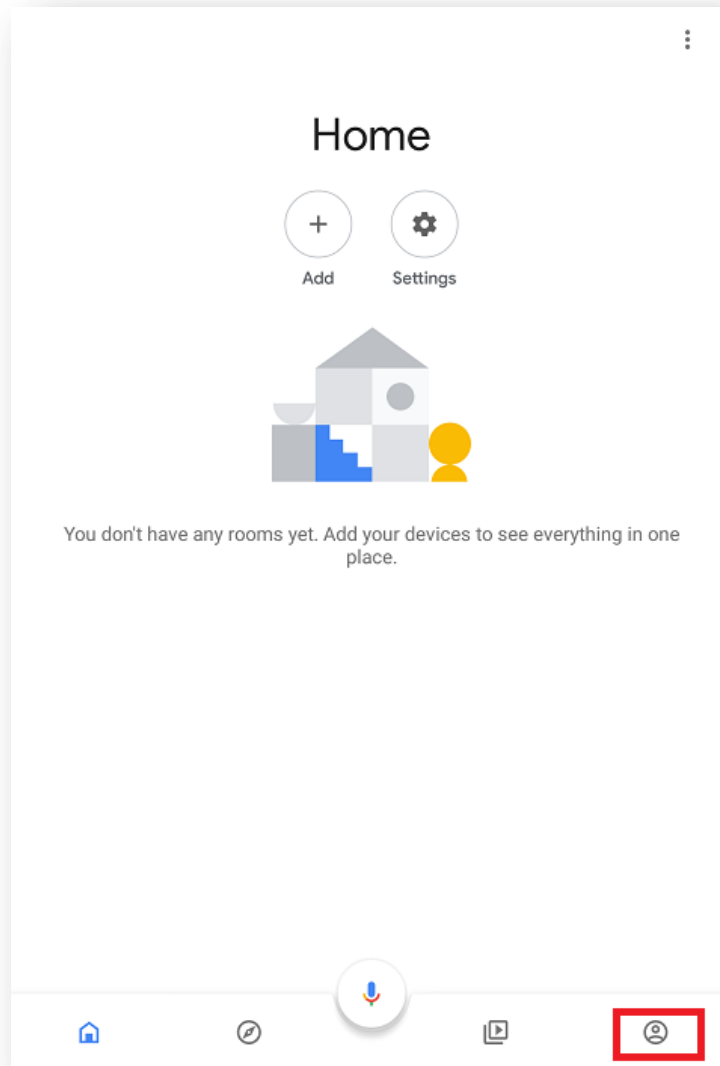 Home
Add Settings
You don't have any rooms yet. Add your devices to see everything in one
place.